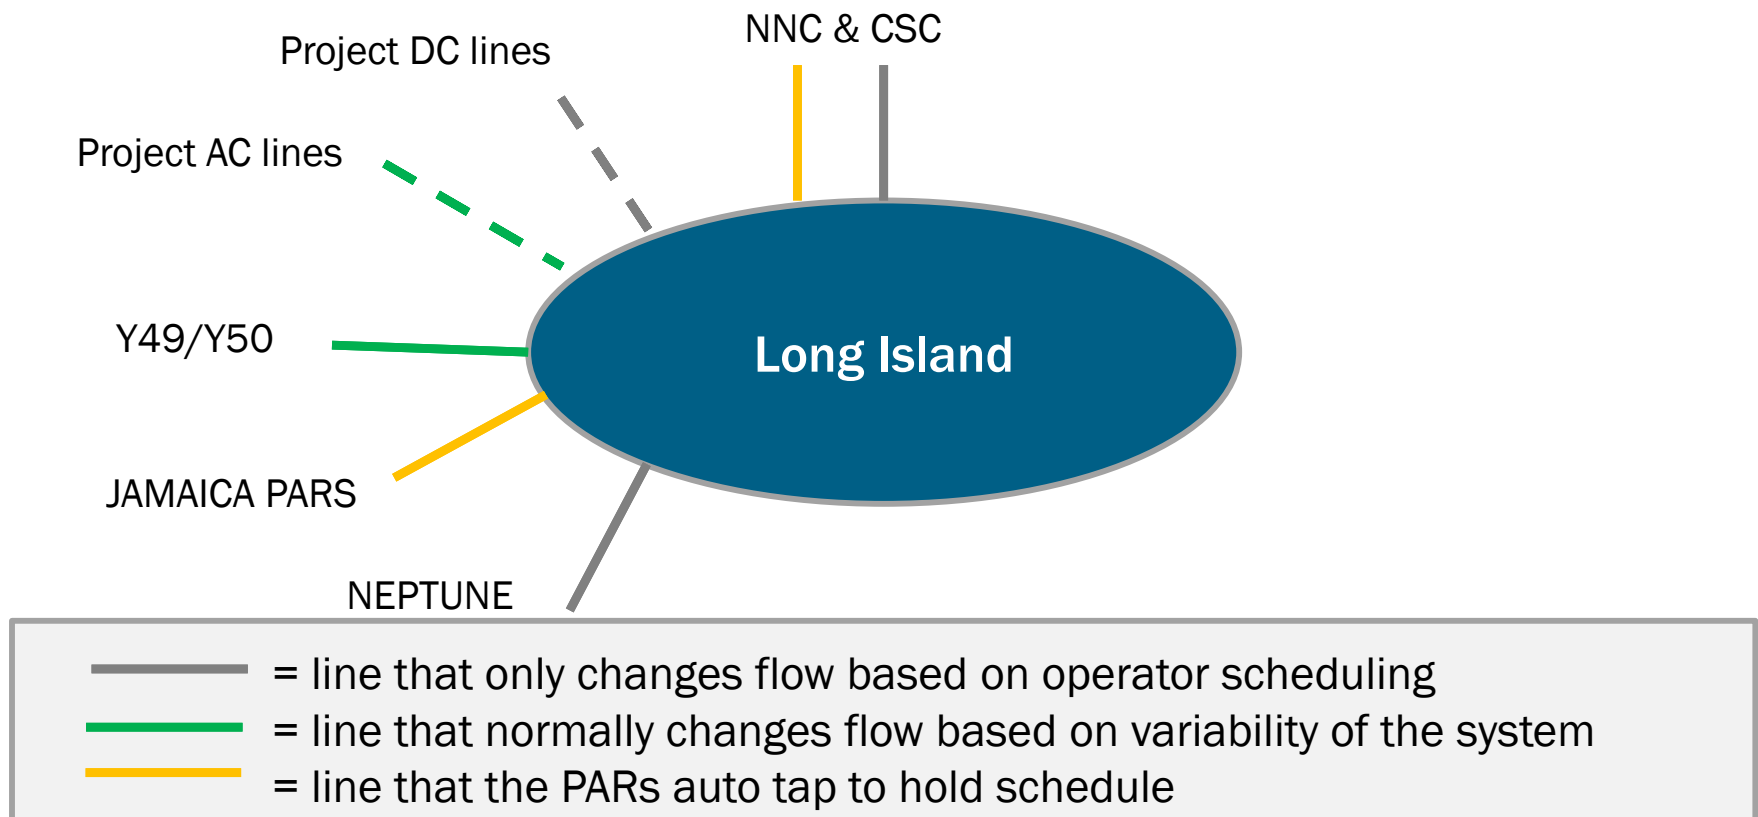 NNC & CSC
Project DC lines
Project AC lines
Y49/Y50
Long Island
JAMAICA PARS
NEPTUNE
= line that only changes flow based on operator scheduling
= line that normally changes flow based on variability of the system
= line that the PARs auto tap to hold schedule